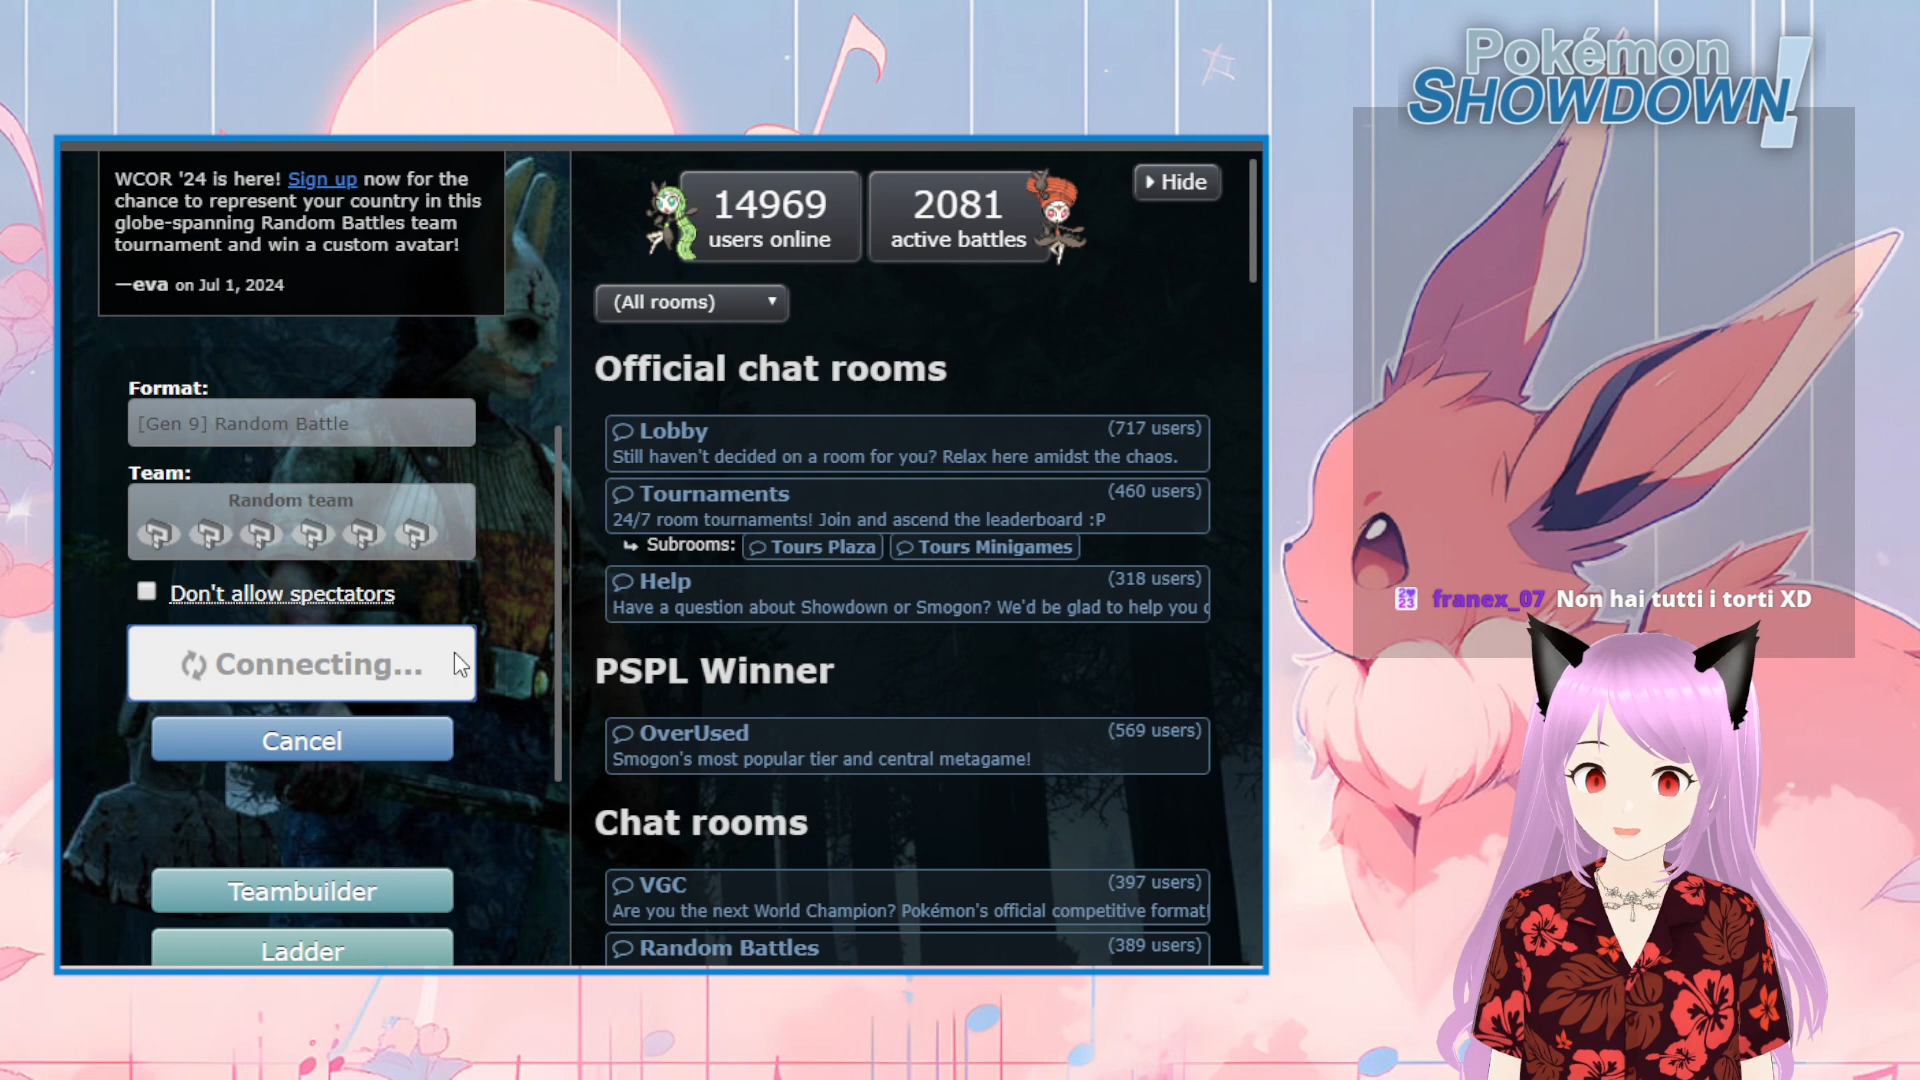 Pokémon
SHOWDOWN!
WCOR '24 is here! Sign up now for the
chance to represent your country in this
globe-spanning Random Battles team
tournament and win a custom avatar!
—eva on Jul 1, 2024
Format:
[Gen 9] Random Battle
Team:
Random team
Don't allow spectators
Connecting...
Cancel
Teambuilder
Ladder
14969
users online
2081
active battles
Hide
(All rooms)
Official chat rooms
Lobby (717 users)
Still haven't decided on a room for you? Relax here amidst the chaos.
Tournaments (460 users)
24/7 room tournaments! Join and ascend the leaderboard :P
Subrooms: Tours Plaza Tours Minigames
Help (318 users)
Have a question about Showdown or Smogon? We'd be glad to help you
PSPL Winner
OverUsed (569 users)
Smogon's most popular tier and central metagame!
Chat rooms
VGC (397 users)
Are you the next World Champion? Pokémon's official competitive format!
Random Battles (389 users)
franex_07 Non hai tutti i torti XD